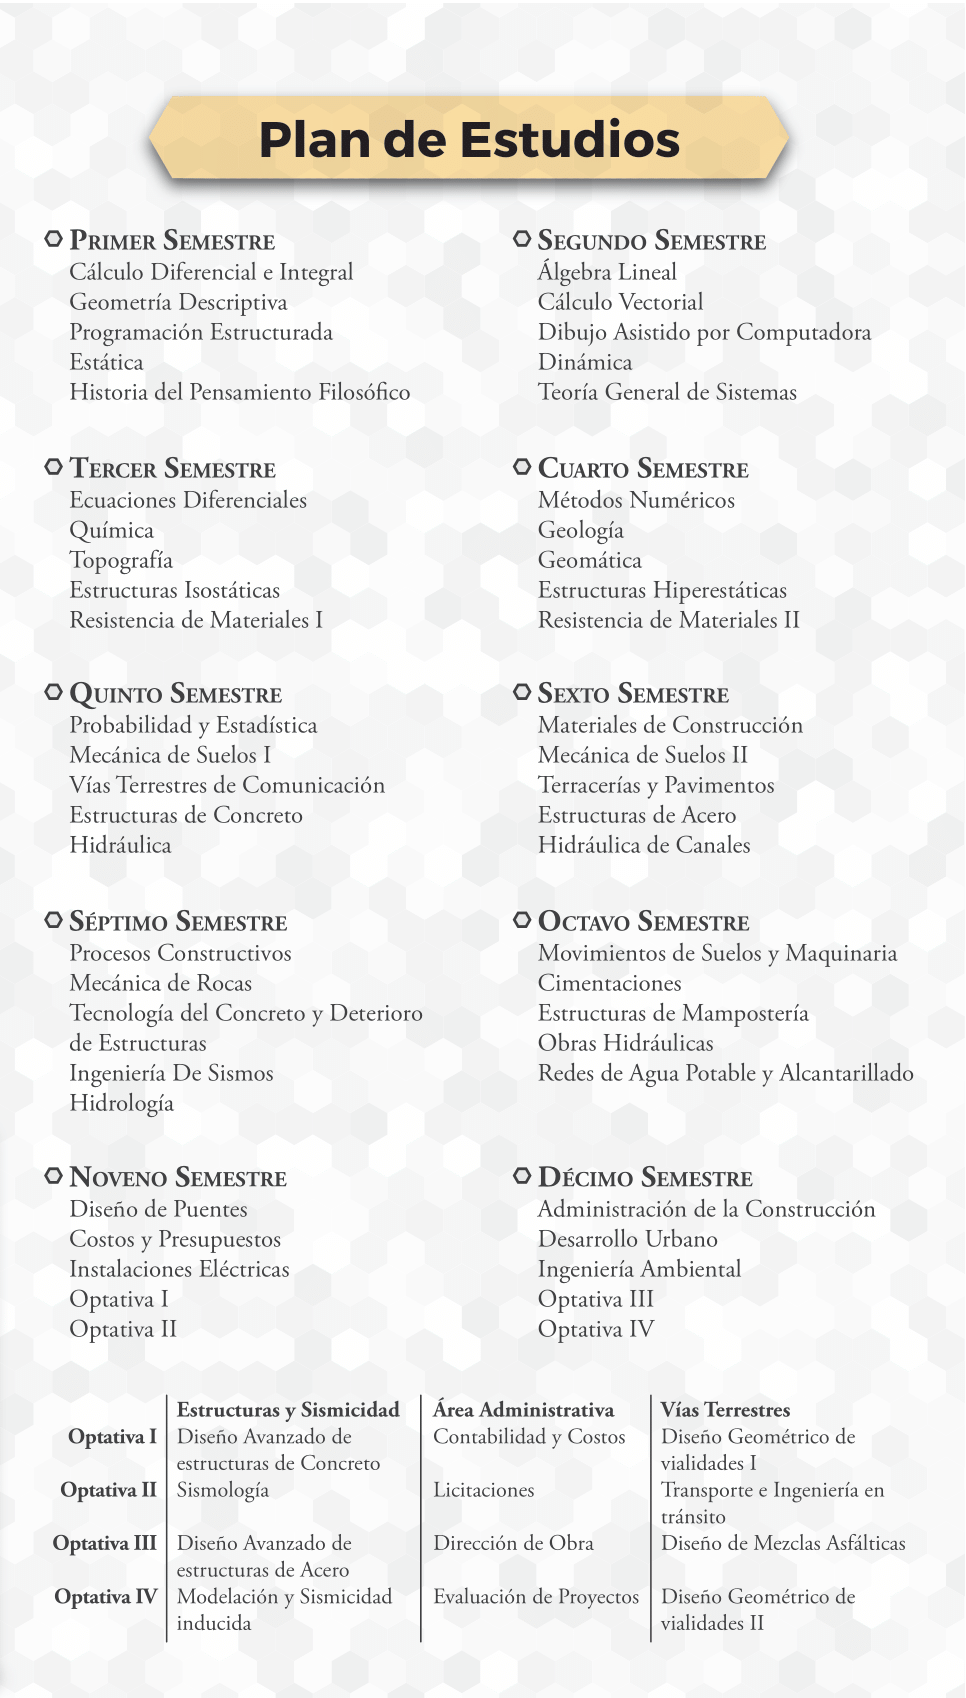 Plan de Estudios
Primer Semestre
Cálculo Diferencial e Integral
Geometría Descriptiva
Programación Estructurada
Estática
Historia del Pensamiento Filosófico
Segundo Semestre
Álgebra Lineal
Cálculo Vectorial
Dibujo Asistido por Computadora
Dinámica
Teoría General de Sistemas
Tercer Semestre
Ecuaciones Diferenciales
Química
Topografía
Estructuras Isostáticas
Resistencia de Materiales I
Cuarto Semestre
Métodos Numéricos
Geología
Geomática
Estructuras Hiperestáticas
Resistencia de Materiales II
Quinto Semestre
Probabilidad y Estadística
Mecánica de Suelos I
Vías Terrestres de Comunicación
Estructuras de Concreto
Hidráulica
Sexto Semestre
Materiales de Construcción
Mecánica de Suelos II
Terracerías y Pavimentos
Estructuras de Acero
Hidráulica de Canales
Séptimo Semestre
Procesos Constructivos
Mecánica de Rocas
Tecnología del Concreto y Deterioro
de Estructuras
Ingeniería De Sismos
Hidrología
Octavo Semestre
Movimientos de Suelos y Maquinaria
Cimentaciones
Estructuras de Mampostería
Obras Hidráulicas
Redes de Agua Potable y Alcantarillado
Noveno Semestre
Diseño de Puentes
Costos y Presupuestos
Instalaciones Eléctricas
Optativa I
Optativa II
Décimo Semestre
Administración de la Construcción
Desarrollo Urbano
Ingeniería Ambiental
Optativa III
Optativa IV
Estructuras y Sismicidad Área Administrativa Vías Terrestres
Optativa I Diseño Avanzado de Contabilidad y Costos Diseño Geométrico de
estructuras de Concreto vialidades I
Optativa II Sismología Licitaciones Transporte e Ingeniería en
tránsito
Optativa III Diseño Avanzado de Dirección de Obra Diseño de Mezclas Asfálticas
estructuras de Acero
Optativa IV Modelación y Sismicidad Evaluación de Proyectos Diseño Geométrico de
inducida vialidades II